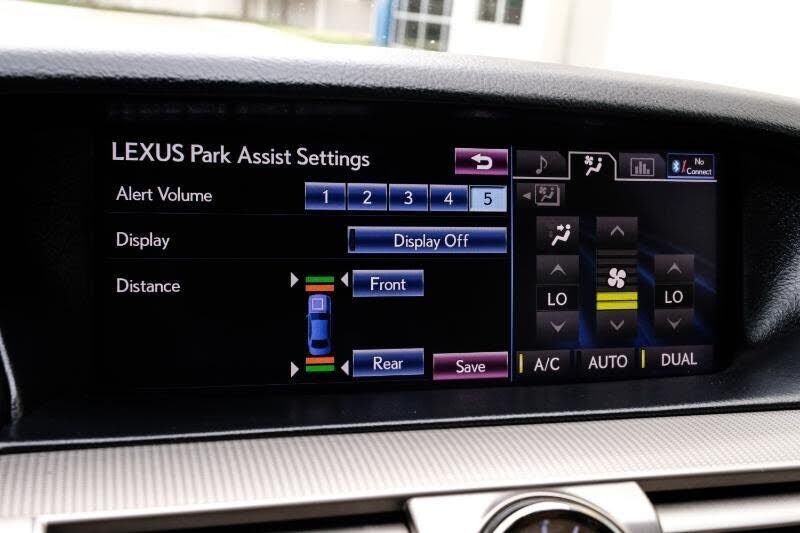 LEXUS Park Assist Settings
Alert Volume
1 2 3 4 5
Display
Display Off
Distance
Front
Rear
Save
No
Connect
LO
LO
A/C
AUTO
DUAL